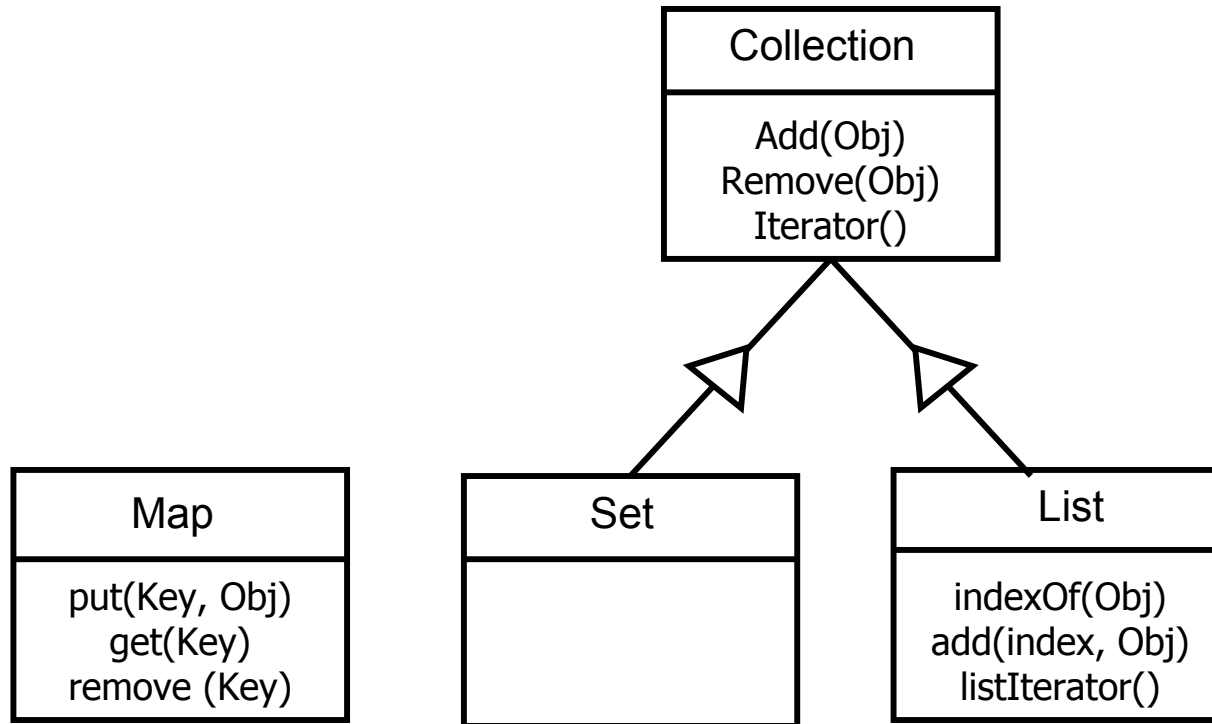 Collection
Add(Obj)
Remove(Obj)
Iterator()
Map
put(Key, Obj)
get(Key)
remove (Key)
Set
List
indexOf(Obj)
add(index, Obj)
listIterator()